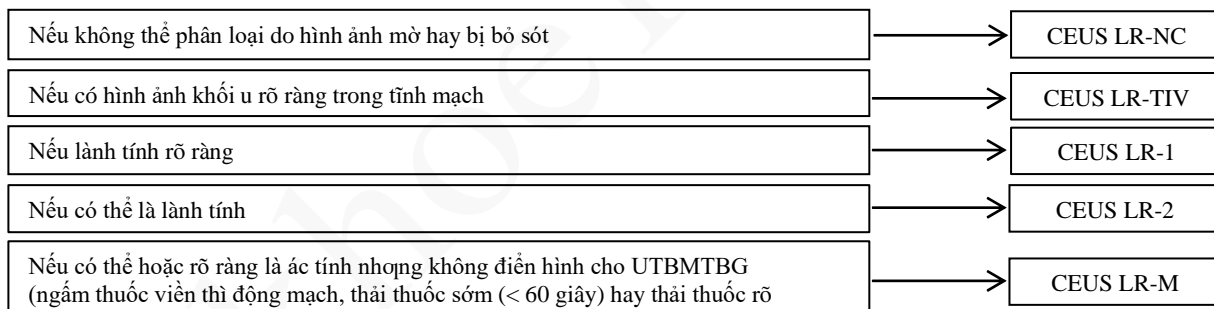 Nếu không thể phân loại do hình ảnh mờ hay bị bỏ sót
CEUS LR-NC
Nếu có hình ảnh khối u rõ ràng trong tĩnh mạch
CEUS LR-TIV
Nếu lành tính rõ ràng
CEUS LR-1
Nếu có thể là lành tính
CEUS LR-2
Nếu có thể hoặc rõ ràng là ác tính nhƣng không điển hình cho UTBMTBG
(ngấm thuốc viền thì động mạch, thải thuốc sớm (< 60 giây) hay thải thuốc rõ
CEUS LR-M